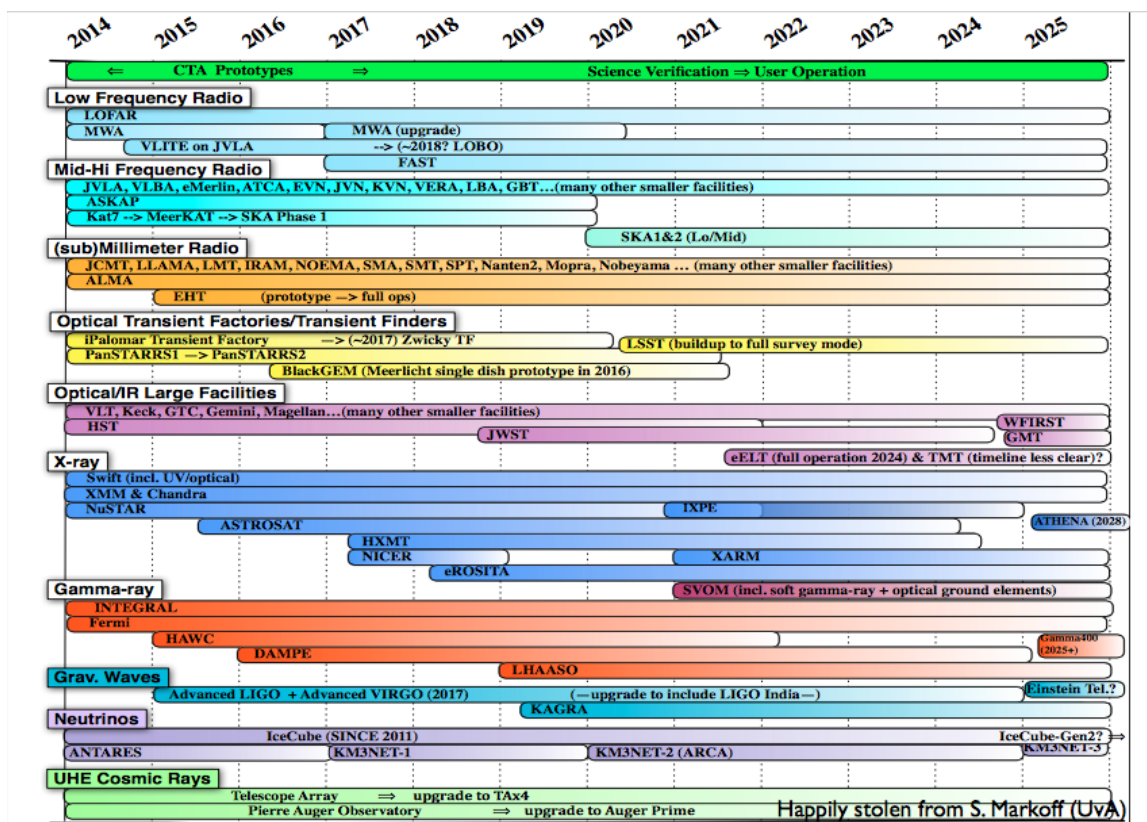 2014 2015 2016 2017 2018 2019 2020 2021 2022 2023 2024 2025
⇐ CTA Prototypes ⇒ Science Verification ⇒ User Operation
Low Frequency Radio
LOFAR
MWA MWA (upgrade)
VLITE on JVLA --> (~2018? LOBO)
FAST
Mid-Hi Frequency Radio
JVLA, VLBA, eMerlin, ATCA, EVN, JVN, KVN, VERA, LBA, GBT...(many other smaller facilities)
ASKAP
Kat7 --> MeerKAT --> SKA Phase 1
SKA1&2 (Lo/Mid)
(sub)Millimeter Radio
JCMT, LLAMA, LMT, IRAM, NOEMA, SMA, SMT, SPT, Nanten2, Mopra, Nobeyama ... (many other smaller facilities)
ALMA
EHT (prototype —> full ops)
Optical Transient Factories/Transient Finders
iPalomar Transient Factory —> (~2017) Zwicky TF
LSST (buildup to full survey mode)
PanSTARRS1 —> PanSTARRS2
BlackGEM (Meerlicht single dish prototype in 2016)
Optical/IR Large Facilities
VLT, Keck, GTC, Gemini, Magellan...(many other smaller facilities)
HST WFIRST
JWST GMT
eELT (full operation 2024) & TMT (timeline less clear)?
X-ray
Swift (incl. UV/optical)
XMM & Chandra
NuSTAR IXPE
ASTROSAT ATHENA (2028)
HXMT
NICER XARM
eROSITA
Gamma-ray
SVOM (incl. soft gamma-ray + optical ground elements)
INTEGRAL
Fermi
HAWC Gamma400
(2025+)
DAMPE
LHAASO
Grav. Waves
Advanced LIGO + Advanced VIRGO (2017) (—upgrade to include LIGO India—) Einstein Tel.?
KAGRA
Neutrinos
IceCube (SINCE 2011) IceCube-Gen2? ⇒
ANTARES KM3NET-1 KM3NET-2 (ARCA) KM3NET-3
UHE Cosmic Rays
Telescope Array ⇒ upgrade to TAx4
Pierre Auger Observatory ⇒ upgrade to Auger Prime
Happily stolen from S. Markoff (UvA)